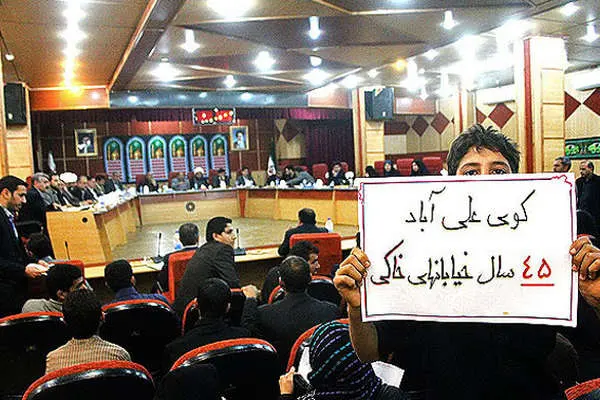 کوی علی آباد
۴۵ سال خیابانهای خاکی